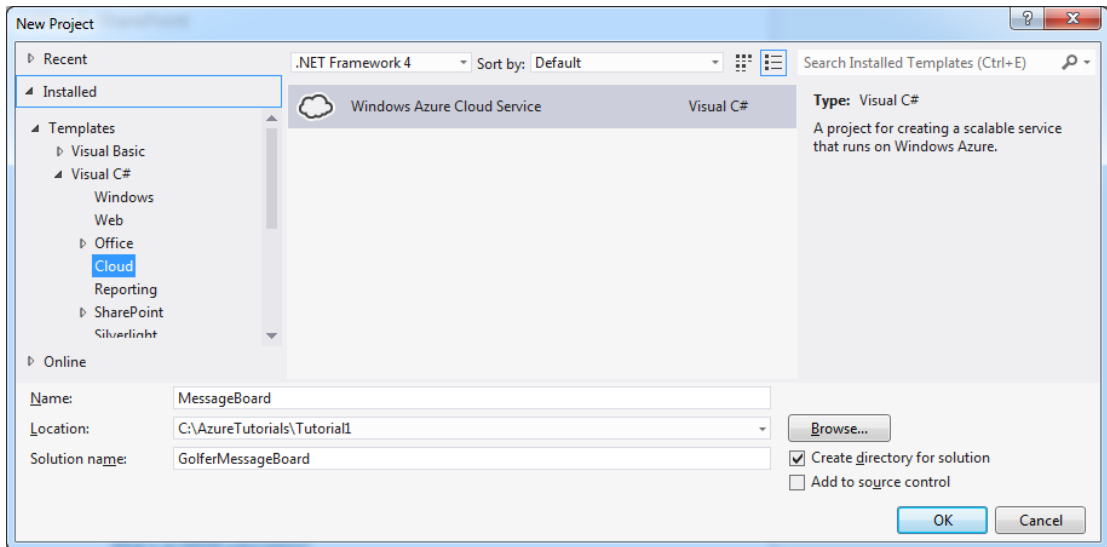 New Project
Recent
Installed
Templates
Visual Basic
Visual C#
Windows
Web
Office
Cloud
Reporting
SharePoint
Silverlight
Online
.NET Framework 4
Sort by: Default
Windows Azure Cloud Service Visual C#
Search Installed Templates (Ctrl+E)
Type: Visual C#
A project for creating a scalable service
that runs on Windows Azure.
Name: MessageBoard
Location: C:\AzureTutorials\Tutorial1
Browse...
Solution name: GolferMessageBoard
Create directory for solution
Add to source control
OK Cancel